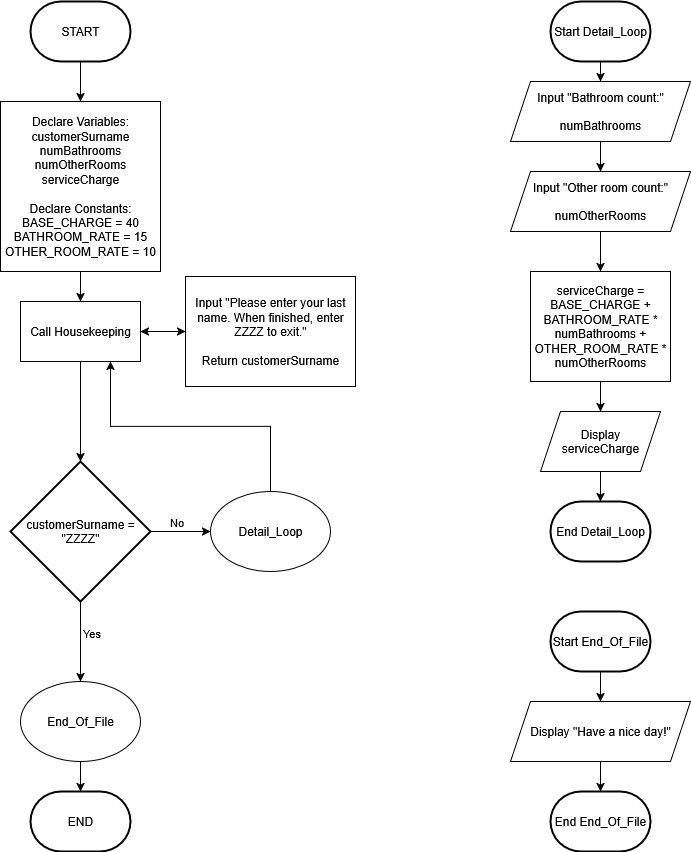 START
Declare Variables:
customerSurname
numBathrooms
numOtherRooms
serviceCharge
Declare Constants:
BASE_CHARGE = 40
BATHROOM_RATE = 15
OTHER_ROOM_RATE = 10
Call Housekeeping
Input "Please enter your last
name. When finished, enter
ZZZZ to exit."
Return customerSurname
customerSurname =
"ZZZZ"
No
Detail_Loop
Yes
End_Of_File
END
Start Detail_Loop
Input "Bathroom count:"
numBathrooms
Input "Other room count:"
numOtherRooms
serviceCharge =
BASE_CHARGE +
BATHROOM_RATE *
numBathrooms +
OTHER_ROOM_RATE *
numOtherRooms
Display
serviceCharge
End Detail_Loop
Start End_Of_File
Display "Have a nice day!"
End End_Of_File